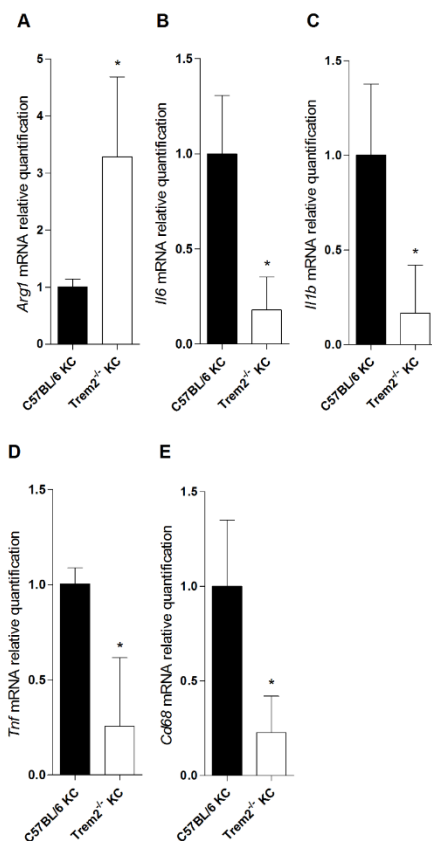 A
Arg1 mRNA relative quantification
5
4
3
2
1
0
*
C57BL/6 KC
Trem2-/- KC
B
Il6 mRNA relative quantification
1.5
1.0
0.5
0.0
*
C57BL/6 KC
Trem2-/- KC
C
Il1b mRNA relative quantification
1.5
1.0
0.5
0.0
*
C57BL/6 KC
Trem2-/- KC
D
Tnf mRNA relative quantification
1.5
1.0
0.5
0.0
*
C57BL/6 KC
Trem2-/- KC
E
Cd68 mRNA relative quantification
1.5
1.0
0.5
0.0
*
C57BL/6 KC
Trem2-/- KC